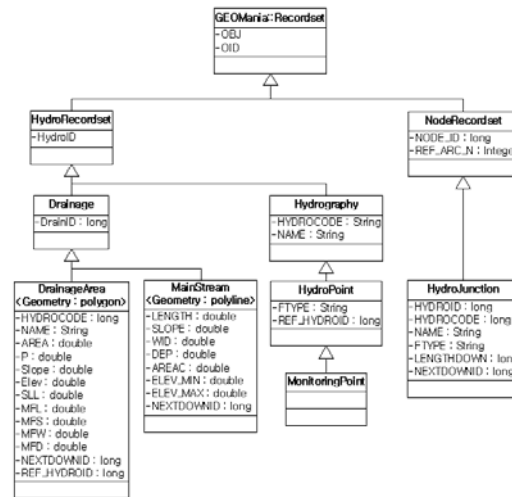 GEOMania::Recordset
-OBJ
-OID
HydroRecordset
-HydroID
NodeRecordset
-NODE_ID : long
-REF_ARC_N : Integer
Drainage
-DrainID : long
Hydrography
-HYDROCODE : String
-NAME : String
DrainageArea
<Geometry : polygon>
-HYDROCODE : long
-NAME : String
-AREA : double
-P : double
-Slope : double
-Elev : double
-SLL : double
-MFL : double
-MFS : double
-MFW : double
-MFD : double
-NEXTDOWNID : long
-REF_HYDROID : long
MainStream
<Geometry : polyline>
-LENGTH : double
-SLOPE : double
-WID : double
-DEP : double
-AREAC : double
-ELEV_MIN : double
-ELEV_MAX : double
-NEXTDOWNID : long
HydroPoint
-FTYPE : String
-REF_HYDROID : long
MonitoringPoint
HydroJunction
-HYDROID : long
-HYDROCODE : long
-NAME : String
-FTYPE : String
-LENGTHDOWN : long
-NEXTDOWNID : long